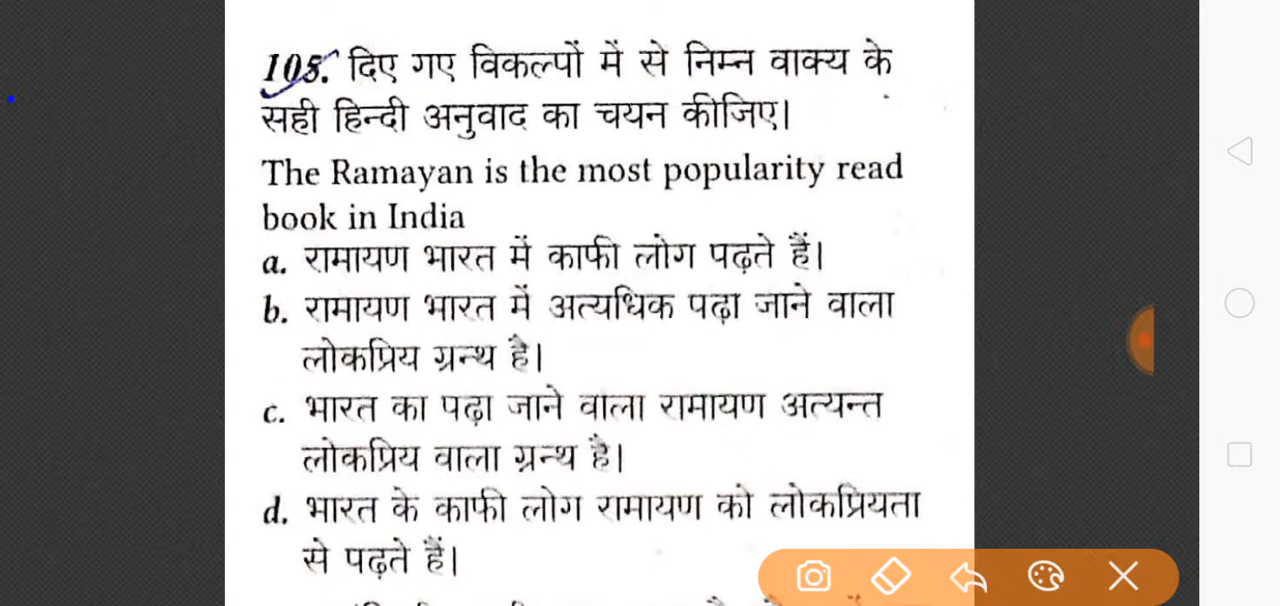 105. दिए गए विकल्पों में से निम्न वाक्य के
सही हिन्दी अनुवाद का चयन कीजिए।
The Ramayan is the most popularity read
book in India
a. रामायण भारत में काफी लोग पढ़ते हैं।
b. रामायण भारत में अत्यधिक पढ़ा जाने वाला
लोकप्रिय ग्रन्थ है।
c. भारत का पढ़ा जाने वाला रामायण अत्यन्त
लोकप्रिय वाला ग्रन्थ है।
d. भारत के काफी लोग रामायण को लोकप्रियता
से पढ़ते हैं।